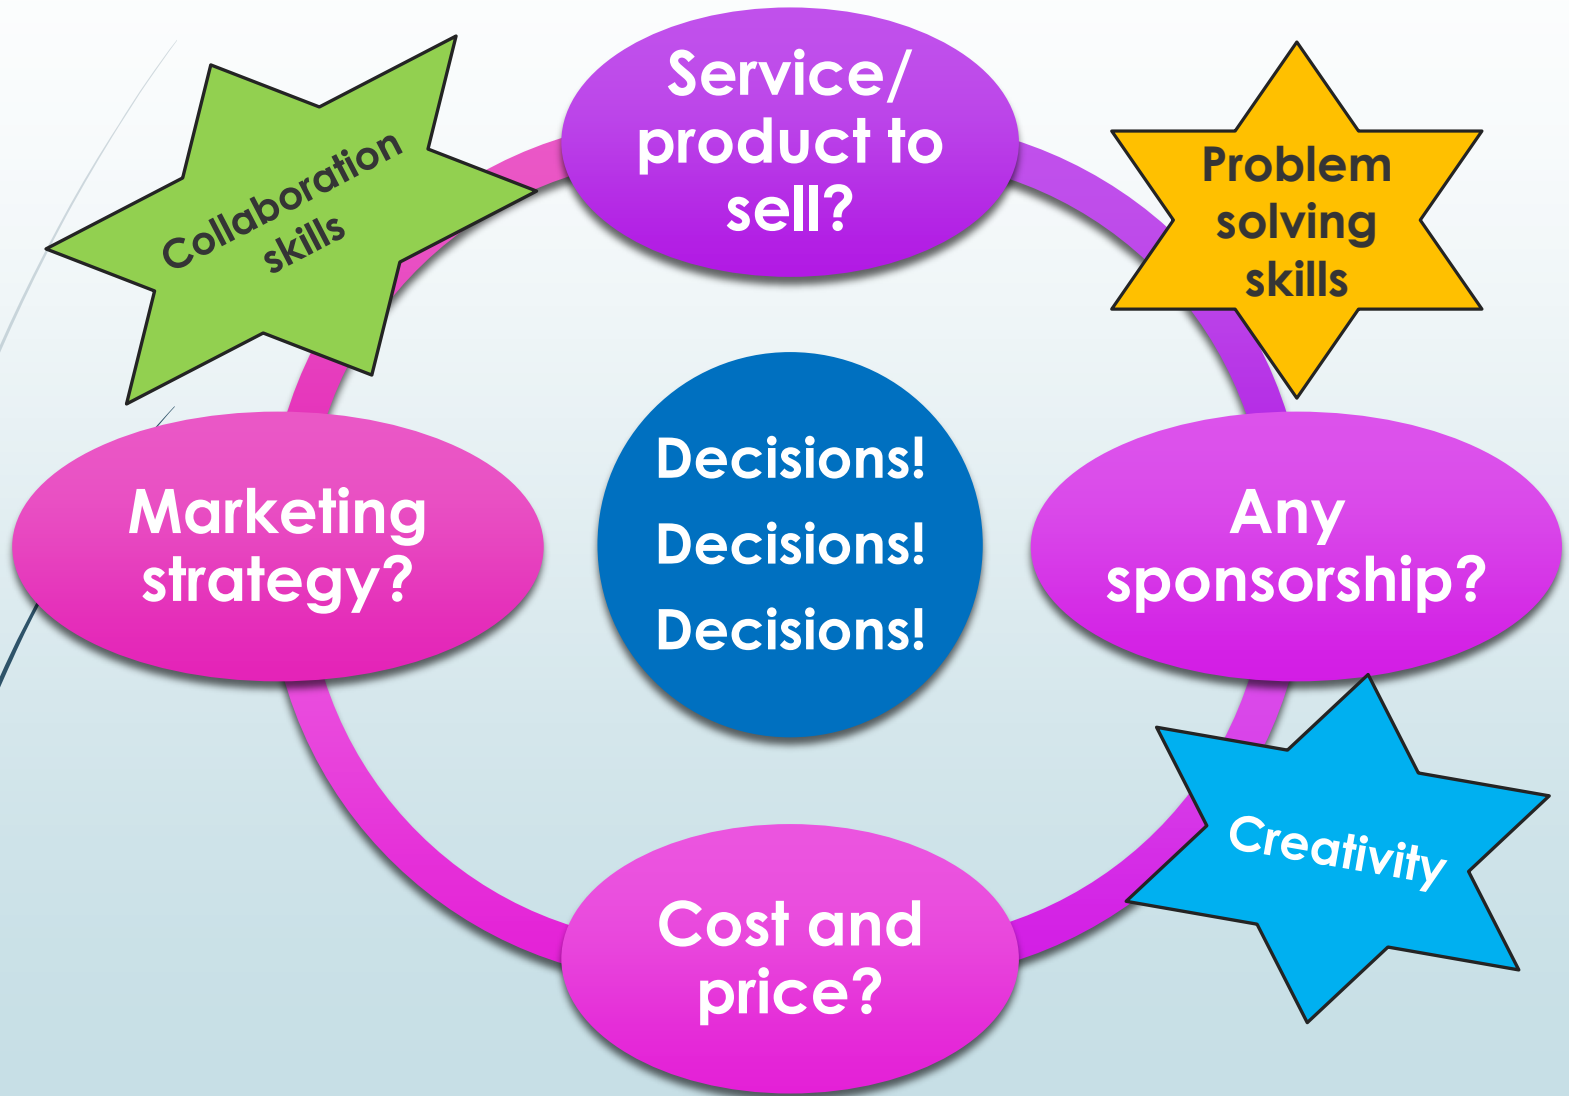 Service/
product to
sell?
Collaboration
skills
Problem
solving
skills
Decisions!
Decisions!
Decisions!
Marketing
strategy?
Any
sponsorship?
Creativity
Cost and
price?